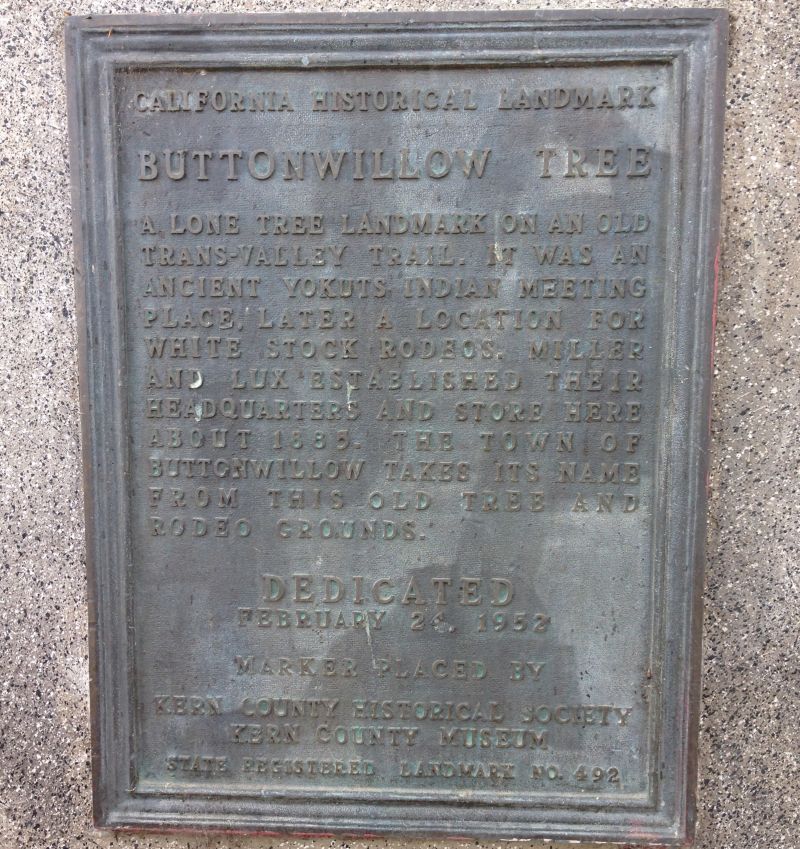 CALIFORNIA HISTORICAL LANDMARK
BUTTONWILLOW TREE
A LONE TREE LANDMARK ON AN OLD
TRANS-VALLEY TRAIL. IT WAS AN
ANCIENT YOKUTS INDIAN MEETING
PLACE, LATER A LOCATION FOR
WHITE STOCK RODEOS. MILLER
AND LUX ESTABLISHED THEIR
HEADQUARTERS AND STORE HERE
ABOUT 1885. THE TOWN OF
BUTTONWILLOW TAKES ITS NAME
FROM THIS OLD TREE AND
RODEO GROUNDS.
DEDICATED
FEBRUARY 24, 1952
MARKER PLACED BY
KERN COUNTY HISTORICAL SOCIETY
KERN COUNTY MUSEUM
STATE REGISTERED LANDMARK NO. 492